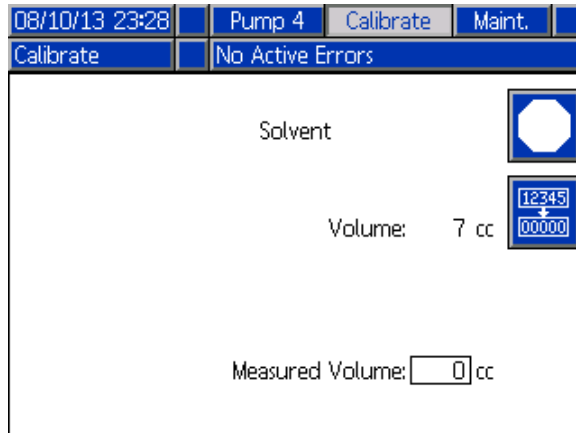 08/10/13 23:28 Pump 4 Calibrate Maint.
Calibrate No Active Errors
Solvent
12345
Volume: 7 cc 00000
Measured Volume: 0 cc